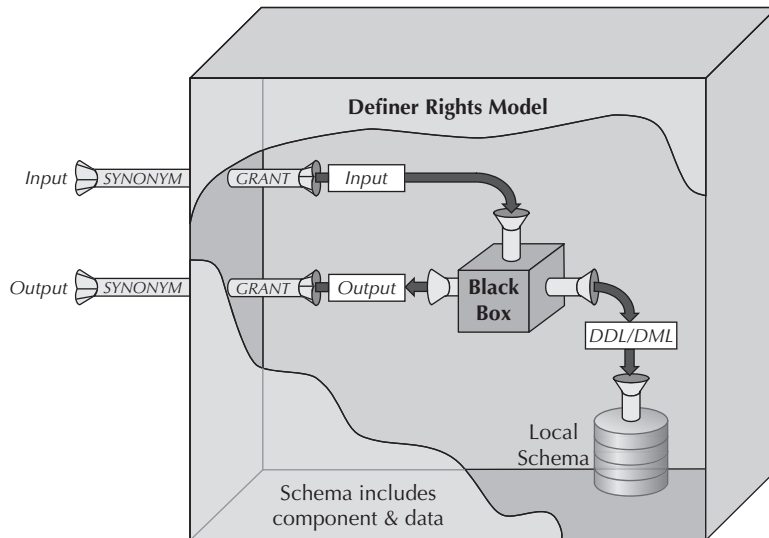 Definer Rights Model
Input SYNONYM GRANT Input
Output SYNONYM GRANT Output
Black
Box
DDL/DML
Local
Schema
Schema includes
component & data